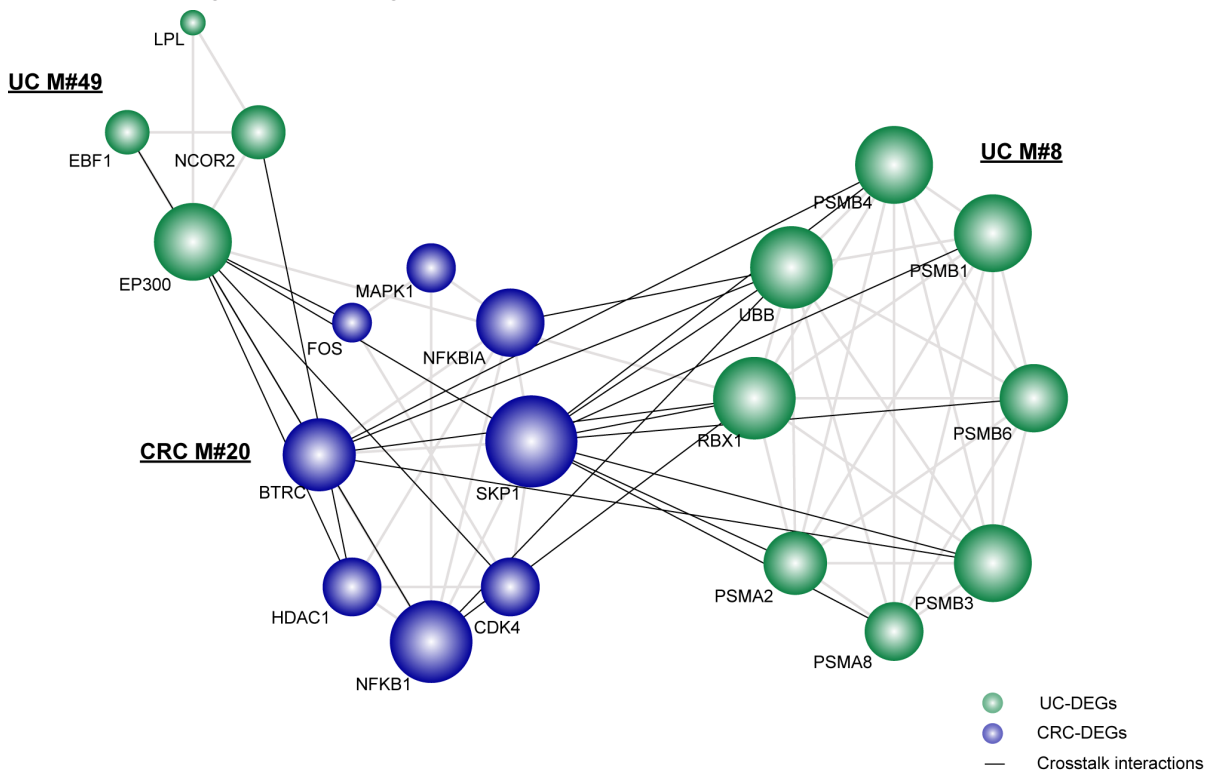 LPL
UC M#49
EBF1
NCOR2
UC M#8
PSMB4
PSMB1
EP300
MAPK1
UBB
FOS
NFKBIA
RBX1
PSMB6
CRC M#20
BTRC
SKP1
PSMA2
PSMB3
HDAC1
CDK4
PSMA8
NFKB1
UC-DEGs
CRC-DEGs
Crosstalk interactions